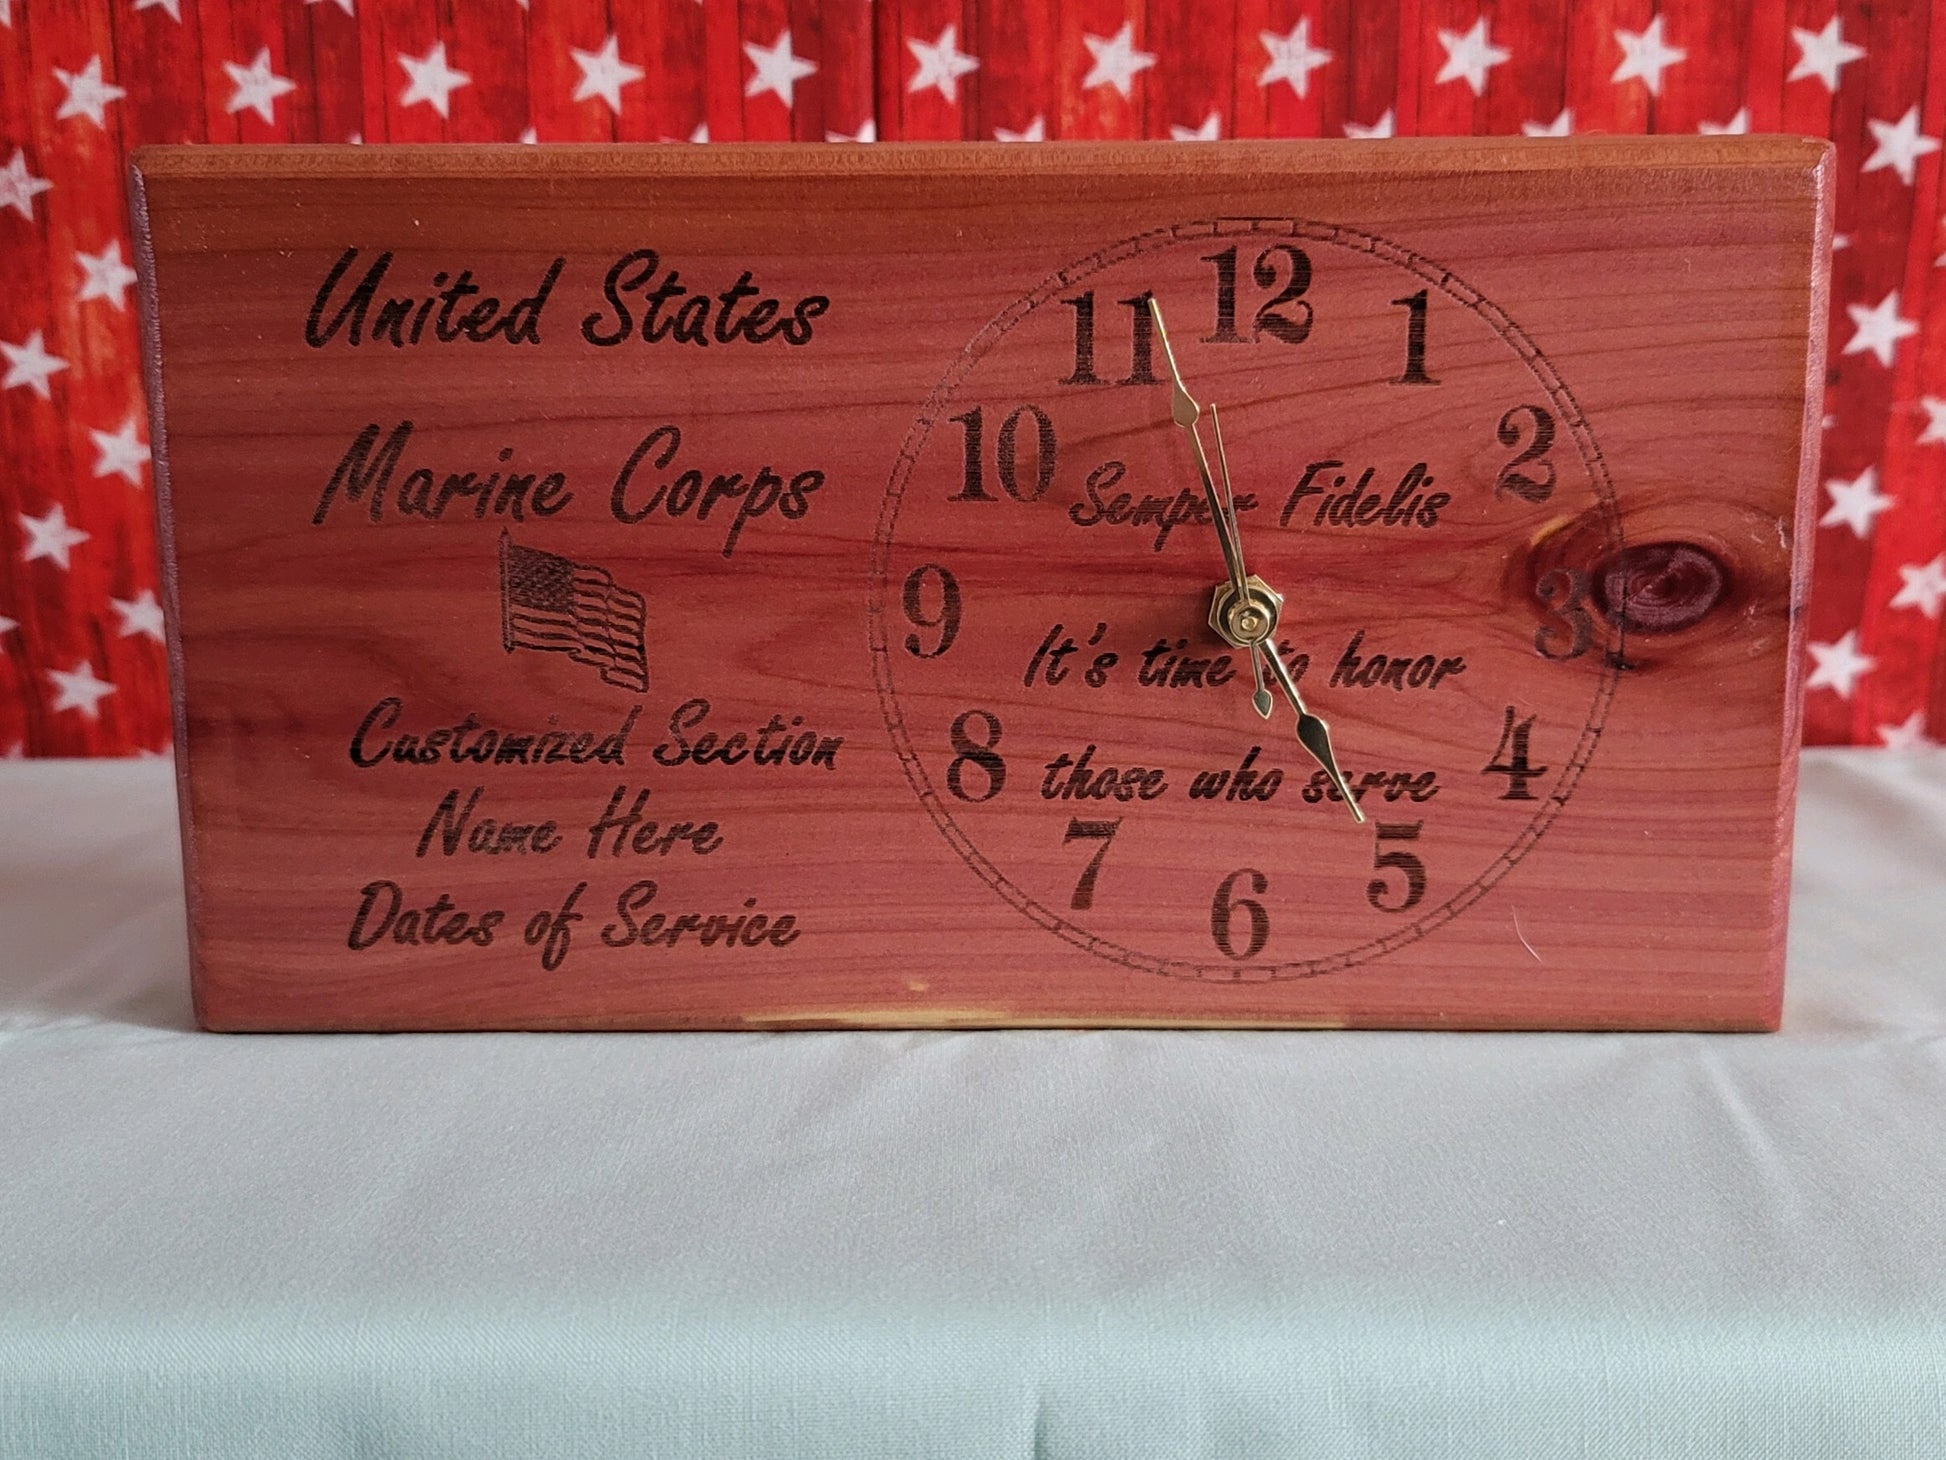 United States
Marine Corps
Customized Section
Name Here
Dates of Service
12
11 1
10 2
Semper Fidelis
9 3
It's time to honor
8 4
those who serve
7 5
6